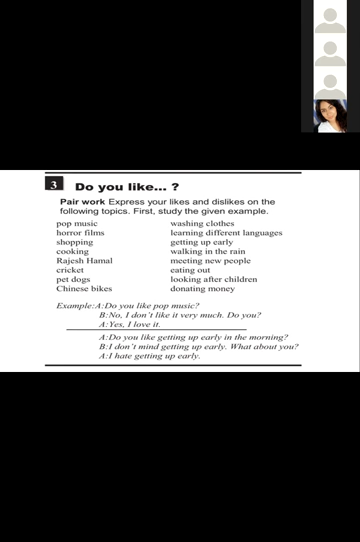 3 Do you like... ?
Pair work Express your likes and dislikes on the
following topics. First, study the given example.
pop music
horror films
shopping
cooking
Rajesh Hamal
cricket
pet dogs
Chinese bikes
washing clothes
learning different languages
getting up early
walking in the rain
meeting new people
eating out
looking after children
donating money
Example:A:Do you like pop music?
B:No, I don't like it very much. Do you?
A:Yes, I love it.
A:Do you like getting up early in the morning?
B:I don't mind getting up early. What about you?
A:I hate getting up early.